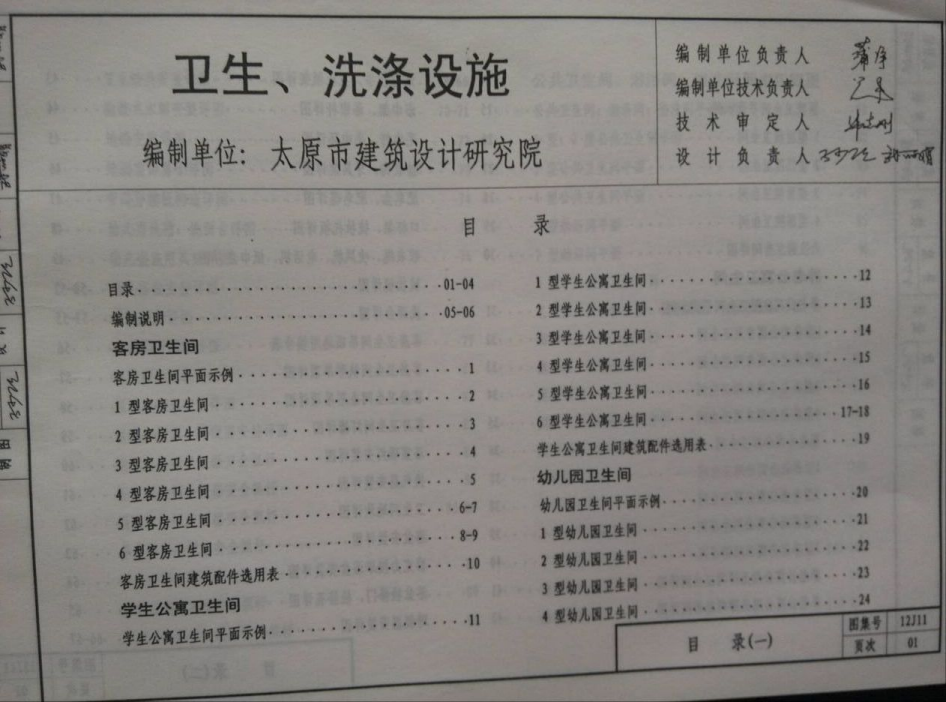 卫生、洗涤设施
编制单位：太原市建筑设计研究院
编制单位负责人
编制单位技术负责人
技术审定人
设计负责人
目 录
目录 01-04
编制说明 05-06
客房卫生间
客房卫生间平面示例 1
1 型客房卫生间 2
2 型客房卫生间 3
3 型客房卫生间 4
4 型客房卫生间 5
5 型客房卫生间 6-7
6 型客房卫生间 8-9
客房卫生间建筑配件选用表 10
学生公寓卫生间
学生公寓卫生间平面示例 11
1 型学生公寓卫生间 12
2 型学生公寓卫生间 13
3 型学生公寓卫生间 14
4 型学生公寓卫生间 15
5 型学生公寓卫生间 16
6 型学生公寓卫生间 17-18
学生公寓卫生间建筑配件选用表 19
幼儿园卫生间
幼儿园卫生间平面示例 20
1 型幼儿园卫生间 21
2 型幼儿园卫生间 22
3 型幼儿园卫生间 23
4 型幼儿园卫生间 24
目 录(一)
图集号 12J11
页次 01